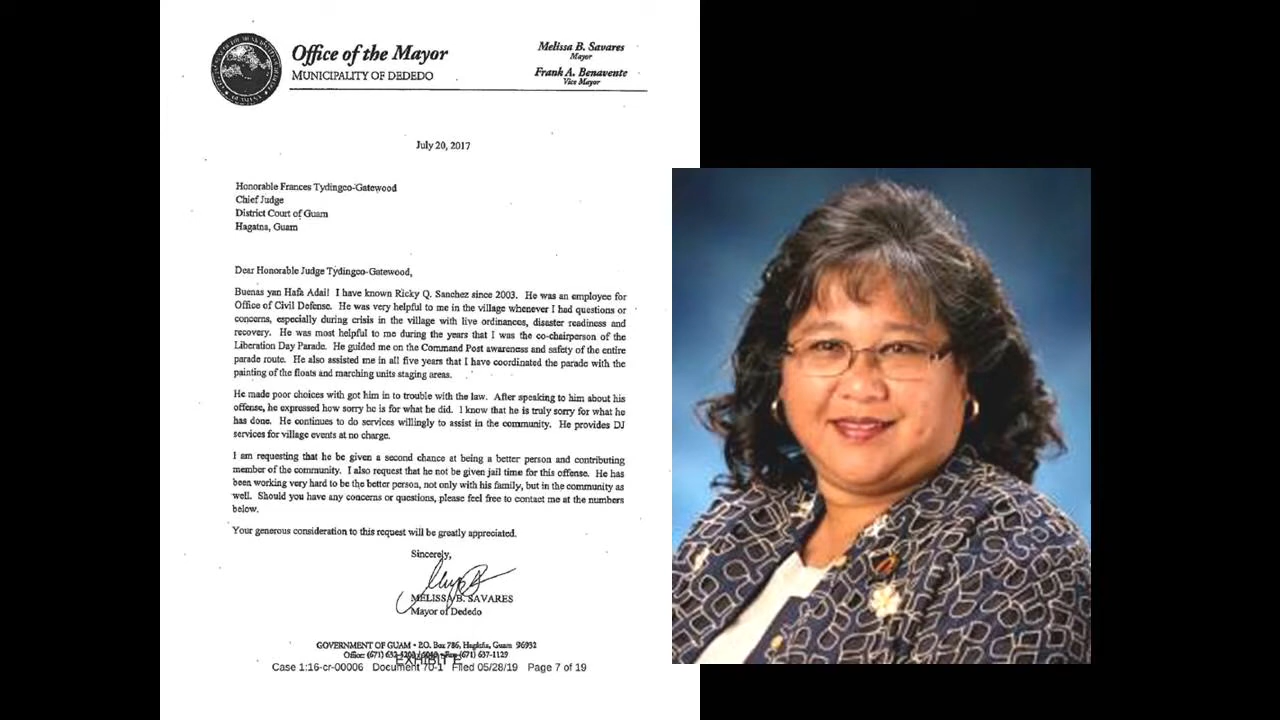 Office of the Mayor
MUNICIPALITY OF DEDEDO
Melissa B. Savares
Mayor
Frank A. Benavente
Vice Mayor
July 20, 2017
Honorable Frances Tydingco-Gatewood
Chief Judge
District Court of Guam
Hagatna, Guam
Dear Honorable Judge Tydingco-Gatewood,
Buenas yan Hafa Adai! I have known Ricky Q. Sanchez since 2003. He was an employee for
Office of Civil Defense. He was very helpful to me in the village whenever I had questions or
concerns, especially during crisis in the village with live ordinances, disaster readiness and
recovery. He was most helpful to me during the years that I was the co-chairperson of the
Liberation Day Parade. He guided me on the Command Post awareness and safety of the entire
parade route. He also assisted me in all five years that I have coordinated the parade with the
painting of the floats and marching units staging areas.
He made poor choices with got him in to trouble with the law. After speaking to him about his
offense, he expressed how sorry he is for what he did. I know that he is truly sorry for what he
has done. He continues to do services willingly to assist in the community. He provides DJ
services for village events at no charge.
I am requesting that he be given a second chance at being a better person and contributing
member of the community. I also request that he not be given jail time for this offense. He has
been working very hard to be the better person, not only with his family, but in the community as
well. Should you have any concerns or questions, please feel free to contact me at the numbers
below.
Your generous consideration to this request will be greatly appreciated.
Sincerely,
MELISSA B. SAVARES
Mayor of Dededo
GOVERNMENT OF GUAM • P.O. Box 786, Hagåtña, Guam 96932
Office: (671) Fax (671) 637-1129
EXHIBIT E
Case 1:16-cr-00006 Document 70-1 Filed 05/28/19 Page 7 of 19